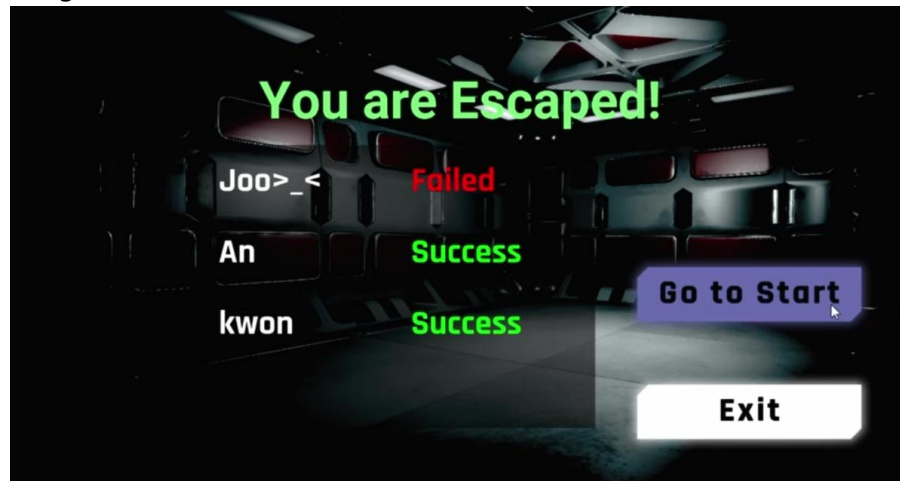 You are Escaped!
Joo>_< Failed
An Success
kwon Success
Go to Start
Exit